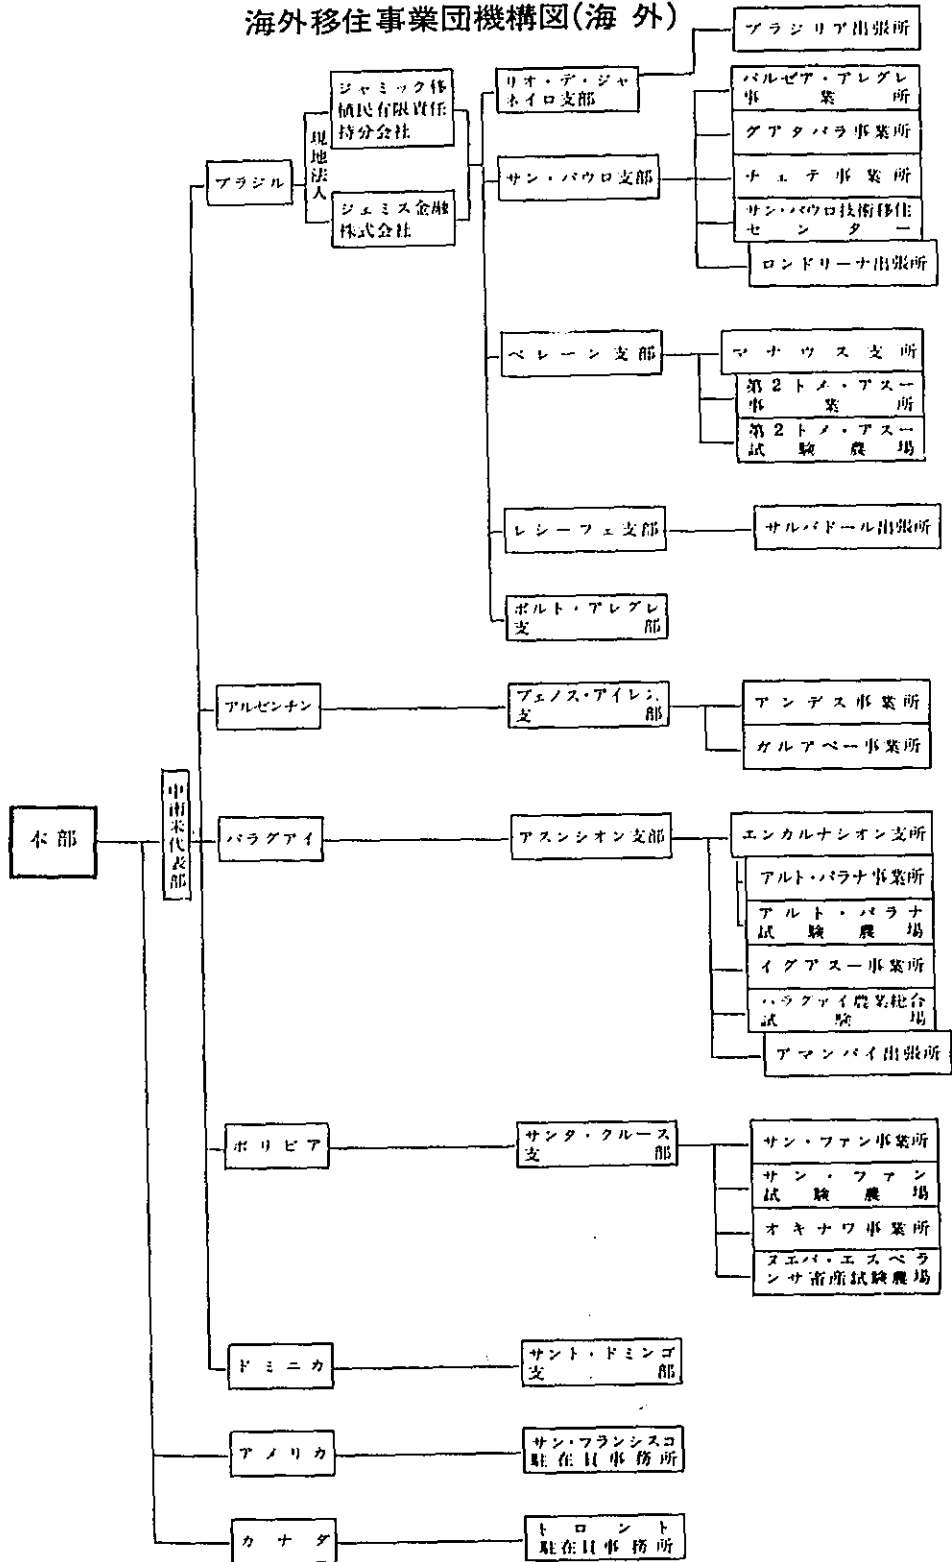 海外移住事業団機構図(海 外)
本部
中南米代表部
ブラジル
現地法人
ジャミック移
植民有限責任
持分会社
ジェミス金融
株式会社
リオ・デ・ジャ
ネイロ支部
ブラジリア出張所
サン・パウロ支部
バルゼア・アレグレ
事業所
グアタパラ事業所
チェテ事業所
サン・パウロ技術移住
センター
ロンドリーナ出張所
ベレーン支部
マナウス支所
第2トメ・アスー
事業所
第2トメ・アスー
試験農場
レシーフェ支部
サルバドール出張所
ポルト・アレグレ
支部
アルゼンチン
ブェノス・アイレス
支部
アンデス事業所
ガルアペー事業所
パラグアイ
アスンシオン支部
エンカルナシオン支所
アルト・パラナ事業所
アルト・パラナ
試験農場
イグアスー事業所
パラグァイ農業総合
試験場
アマンバイ出張所
ボリビア
サンタ・クルース
支部
サン・ファン事業所
サン・ファン
試験農場
オキナワ事業所
ヌエバ・エスペラ
ンサ畜産試験農場
ドミニカ
サント・ドミンゴ
支部
アメリカ
サン・フランシスコ
駐在員事務所
カナダ
トロント
駐在員事務所